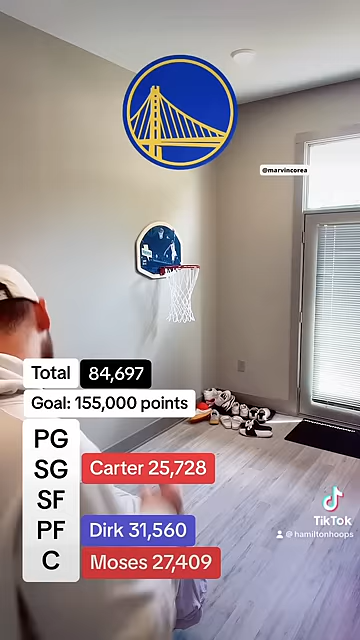 @marvincorea
Total 84,697
Goal: 155,000 points
PG
SG Carter 25,728
SF
PF Dirk 31,560
C Moses 27,409
TikTok
@hamiltonhoops